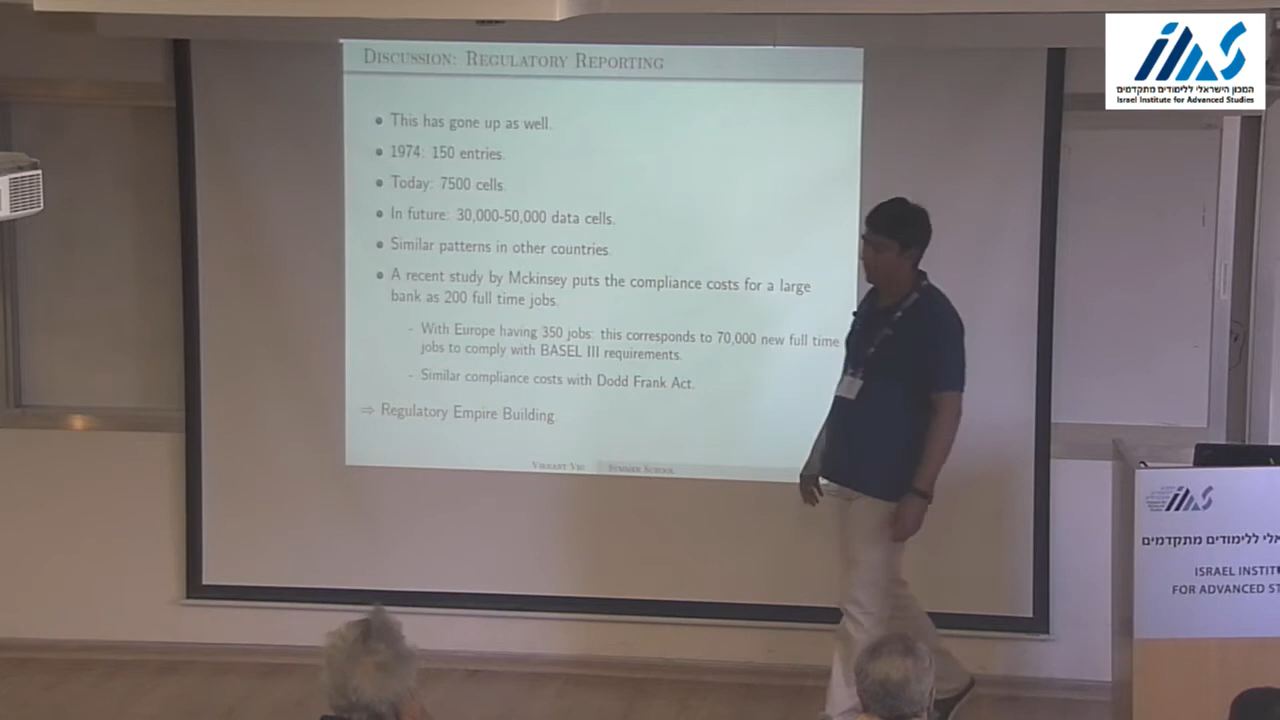 DISCUSSION: REGULATORY REPORTING
This has gone up as well.
1974: 150 entries.
Today: 7500 cells.
In future: 30,000-50,000 data cells.
Similar patterns in other countries.
A recent study by Mckinsey puts the compliance costs for a large
bank as 200 full time jobs.
- With Europe having 350 jobs: this corresponds to 70,000 new full time
jobs to comply with BASEL III requirements.
- Similar compliance costs with Dodd Frank Act.
⇒ Regulatory Empire Building.
VIKRANT VIG SUMMER SCHOOL
המכון הישראלי ללימודים מתקדמים
Israel Institute for Advanced Studies
אלי ללימודים מתקדמים
ISRAEL INSTIT
FOR ADVANCED ST